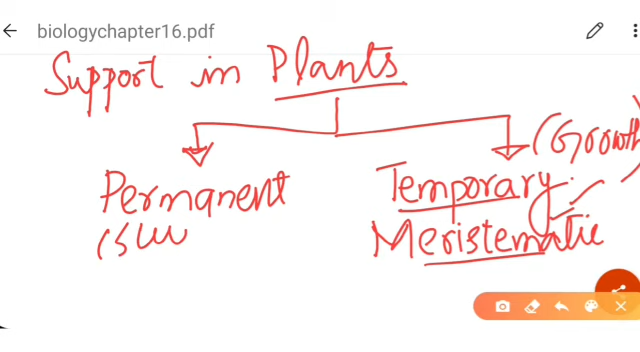 biologychapter16.pdf
Support in Plants
Permanent
Temporary
(Growth)
Meristematic